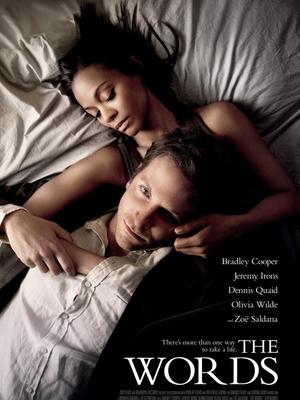 Bradley Cooper
Jeremy Irons
Dennis Quaid
Olivia Wilde
and Zoë Saldana
There's more than one way
to take a life.
THE
WORDS